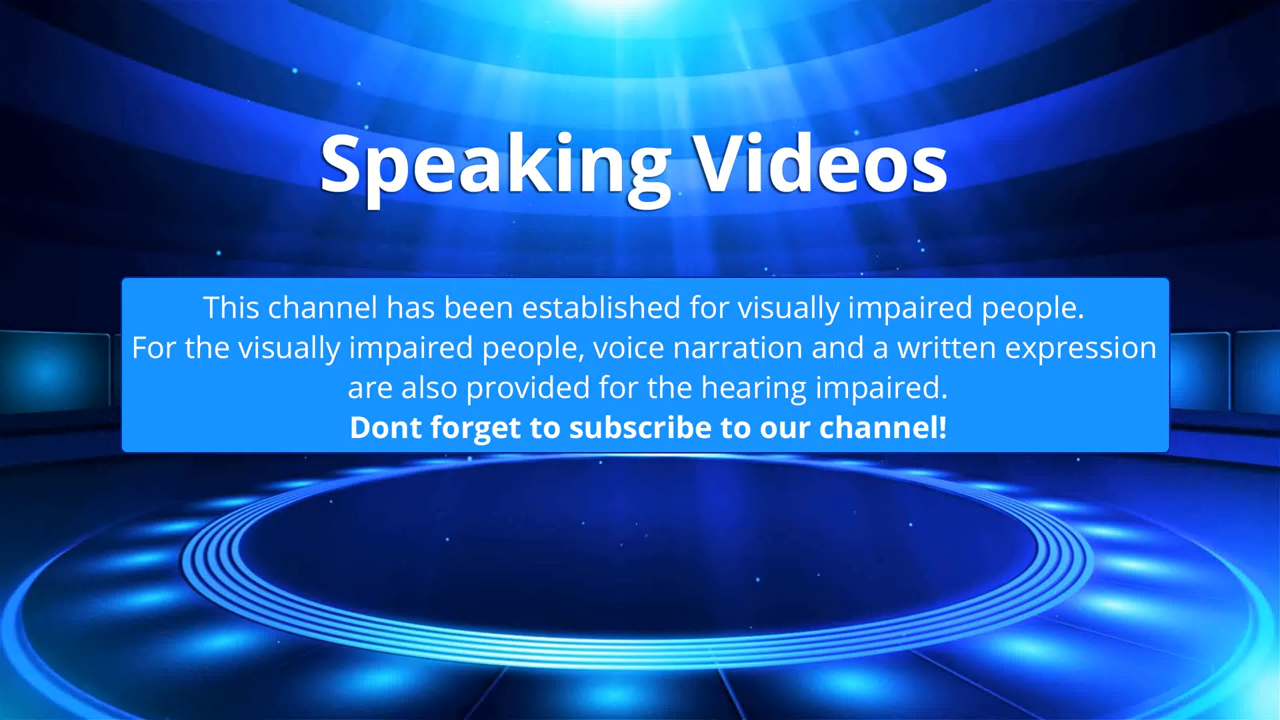 Speaking Videos
This channel has been established for visually impaired people.
For the visually impaired people, voice narration and a written expression
are also provided for the hearing impaired.
Dont forget to subscribe to our channel!